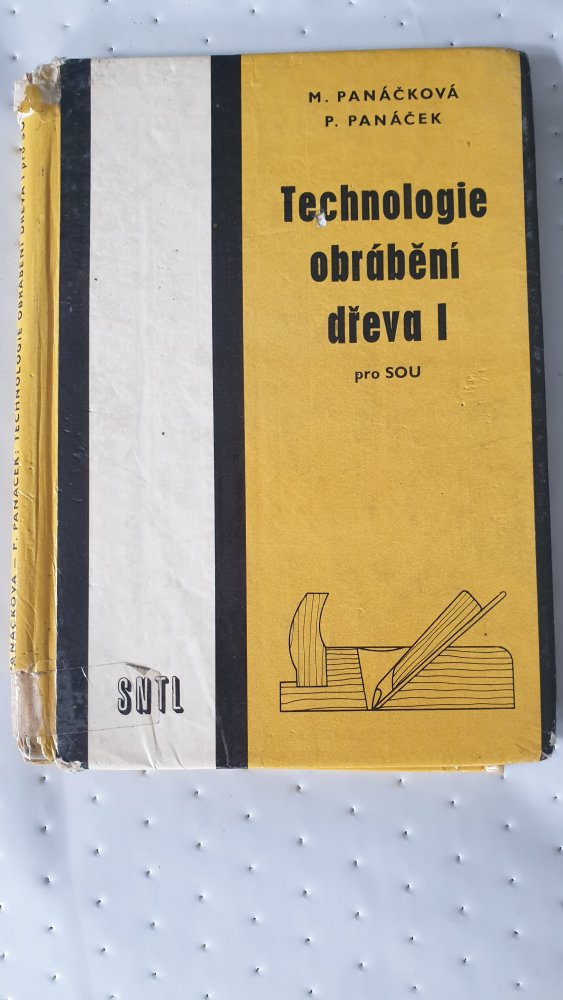 M. PANÁČKOVÁ
P. PANÁČEK
Technologie
obrábění
dřeva I
pro SOU
SNTL
PANÁČKOVÁ – P. PANÁČEK: TECHNOLOGIE OBRÁBĚNÍ DŘEVA I pro SOU